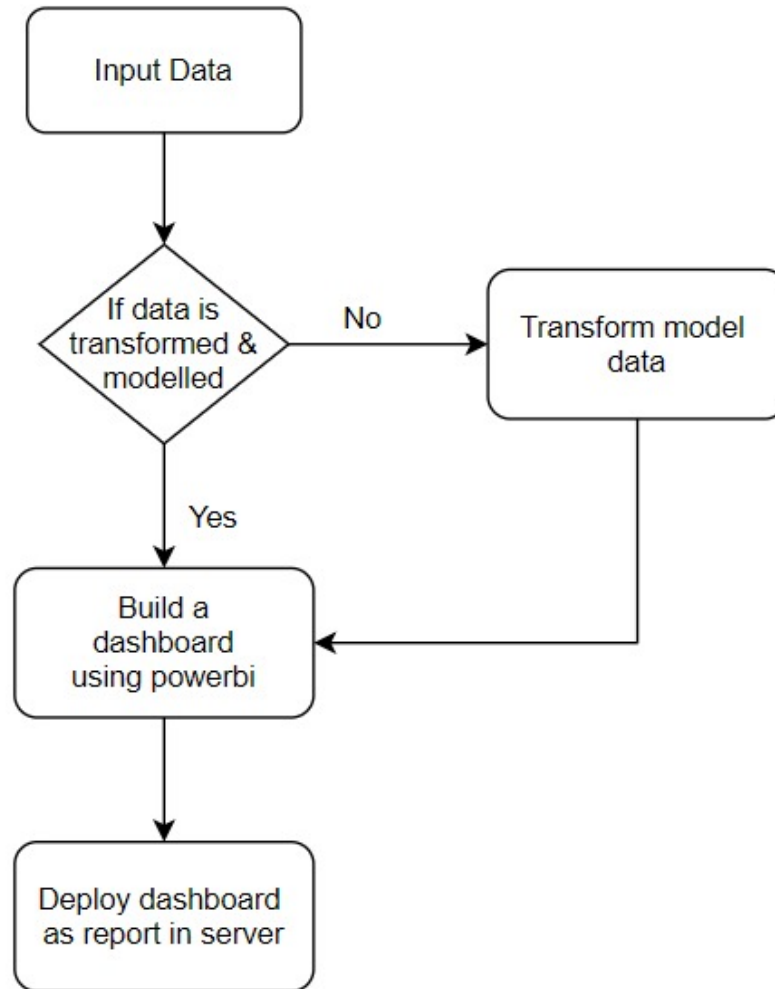 Input Data
If data is
transformed &
modelled
No
Transform model
data
Yes
Build a
dashboard
using powerbi
Deploy dashboard
as report in server